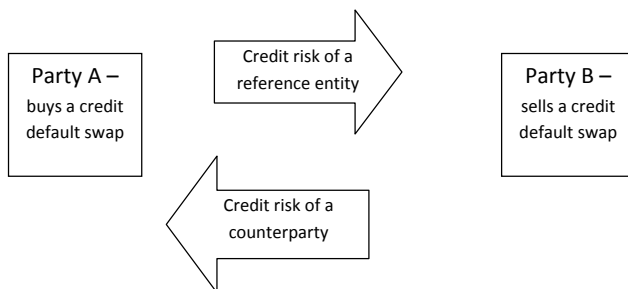 Party A –
buys a credit
default swap
Credit risk of a
reference entity
Party B –
sells a credit
default swap
Credit risk of a
counterparty